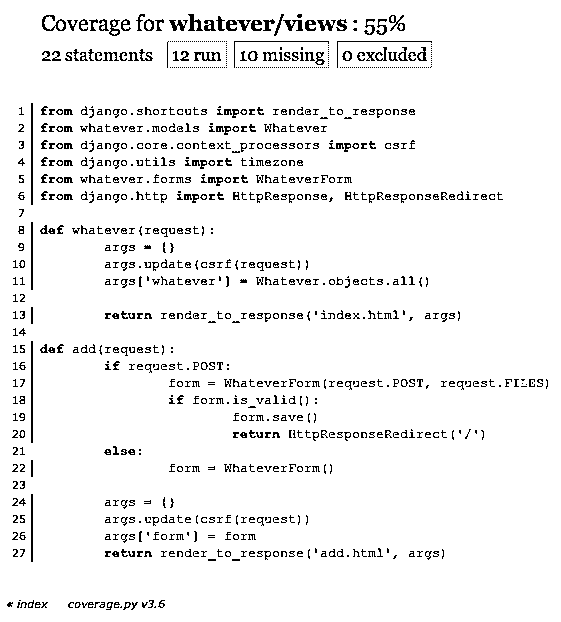 Coverage for whatever/views : 55%
22 statements 12 run 10 missing 0 excluded
1 from django.shortcuts import render_to_response
2 from whatever.models import Whatever
3 from django.core.context_processors import csrf
4 from django.utils import timezone
5 from whatever.forms import WhateverForm
6 from django.http import HttpResponse, HttpResponseRedirect
7
8 def whatever(request):
9 args = {}
10 args.update(csrf(request))
11 args['whatever'] = Whatever.objects.all()
12
13 return render_to_response('index.html', args)
14
15 def add(request):
16 if request.POST:
17 form = WhateverForm(request.POST, request.FILES)
18 if form.is_valid():
19 form.save()
20 return HttpResponseRedirect('/')
21 else:
22 form = WhateverForm()
23
24 args = {}
25 args.update(csrf(request))
26 args['form'] = form
27 return render_to_response('add.html', args)
« index coverage.py v3.6